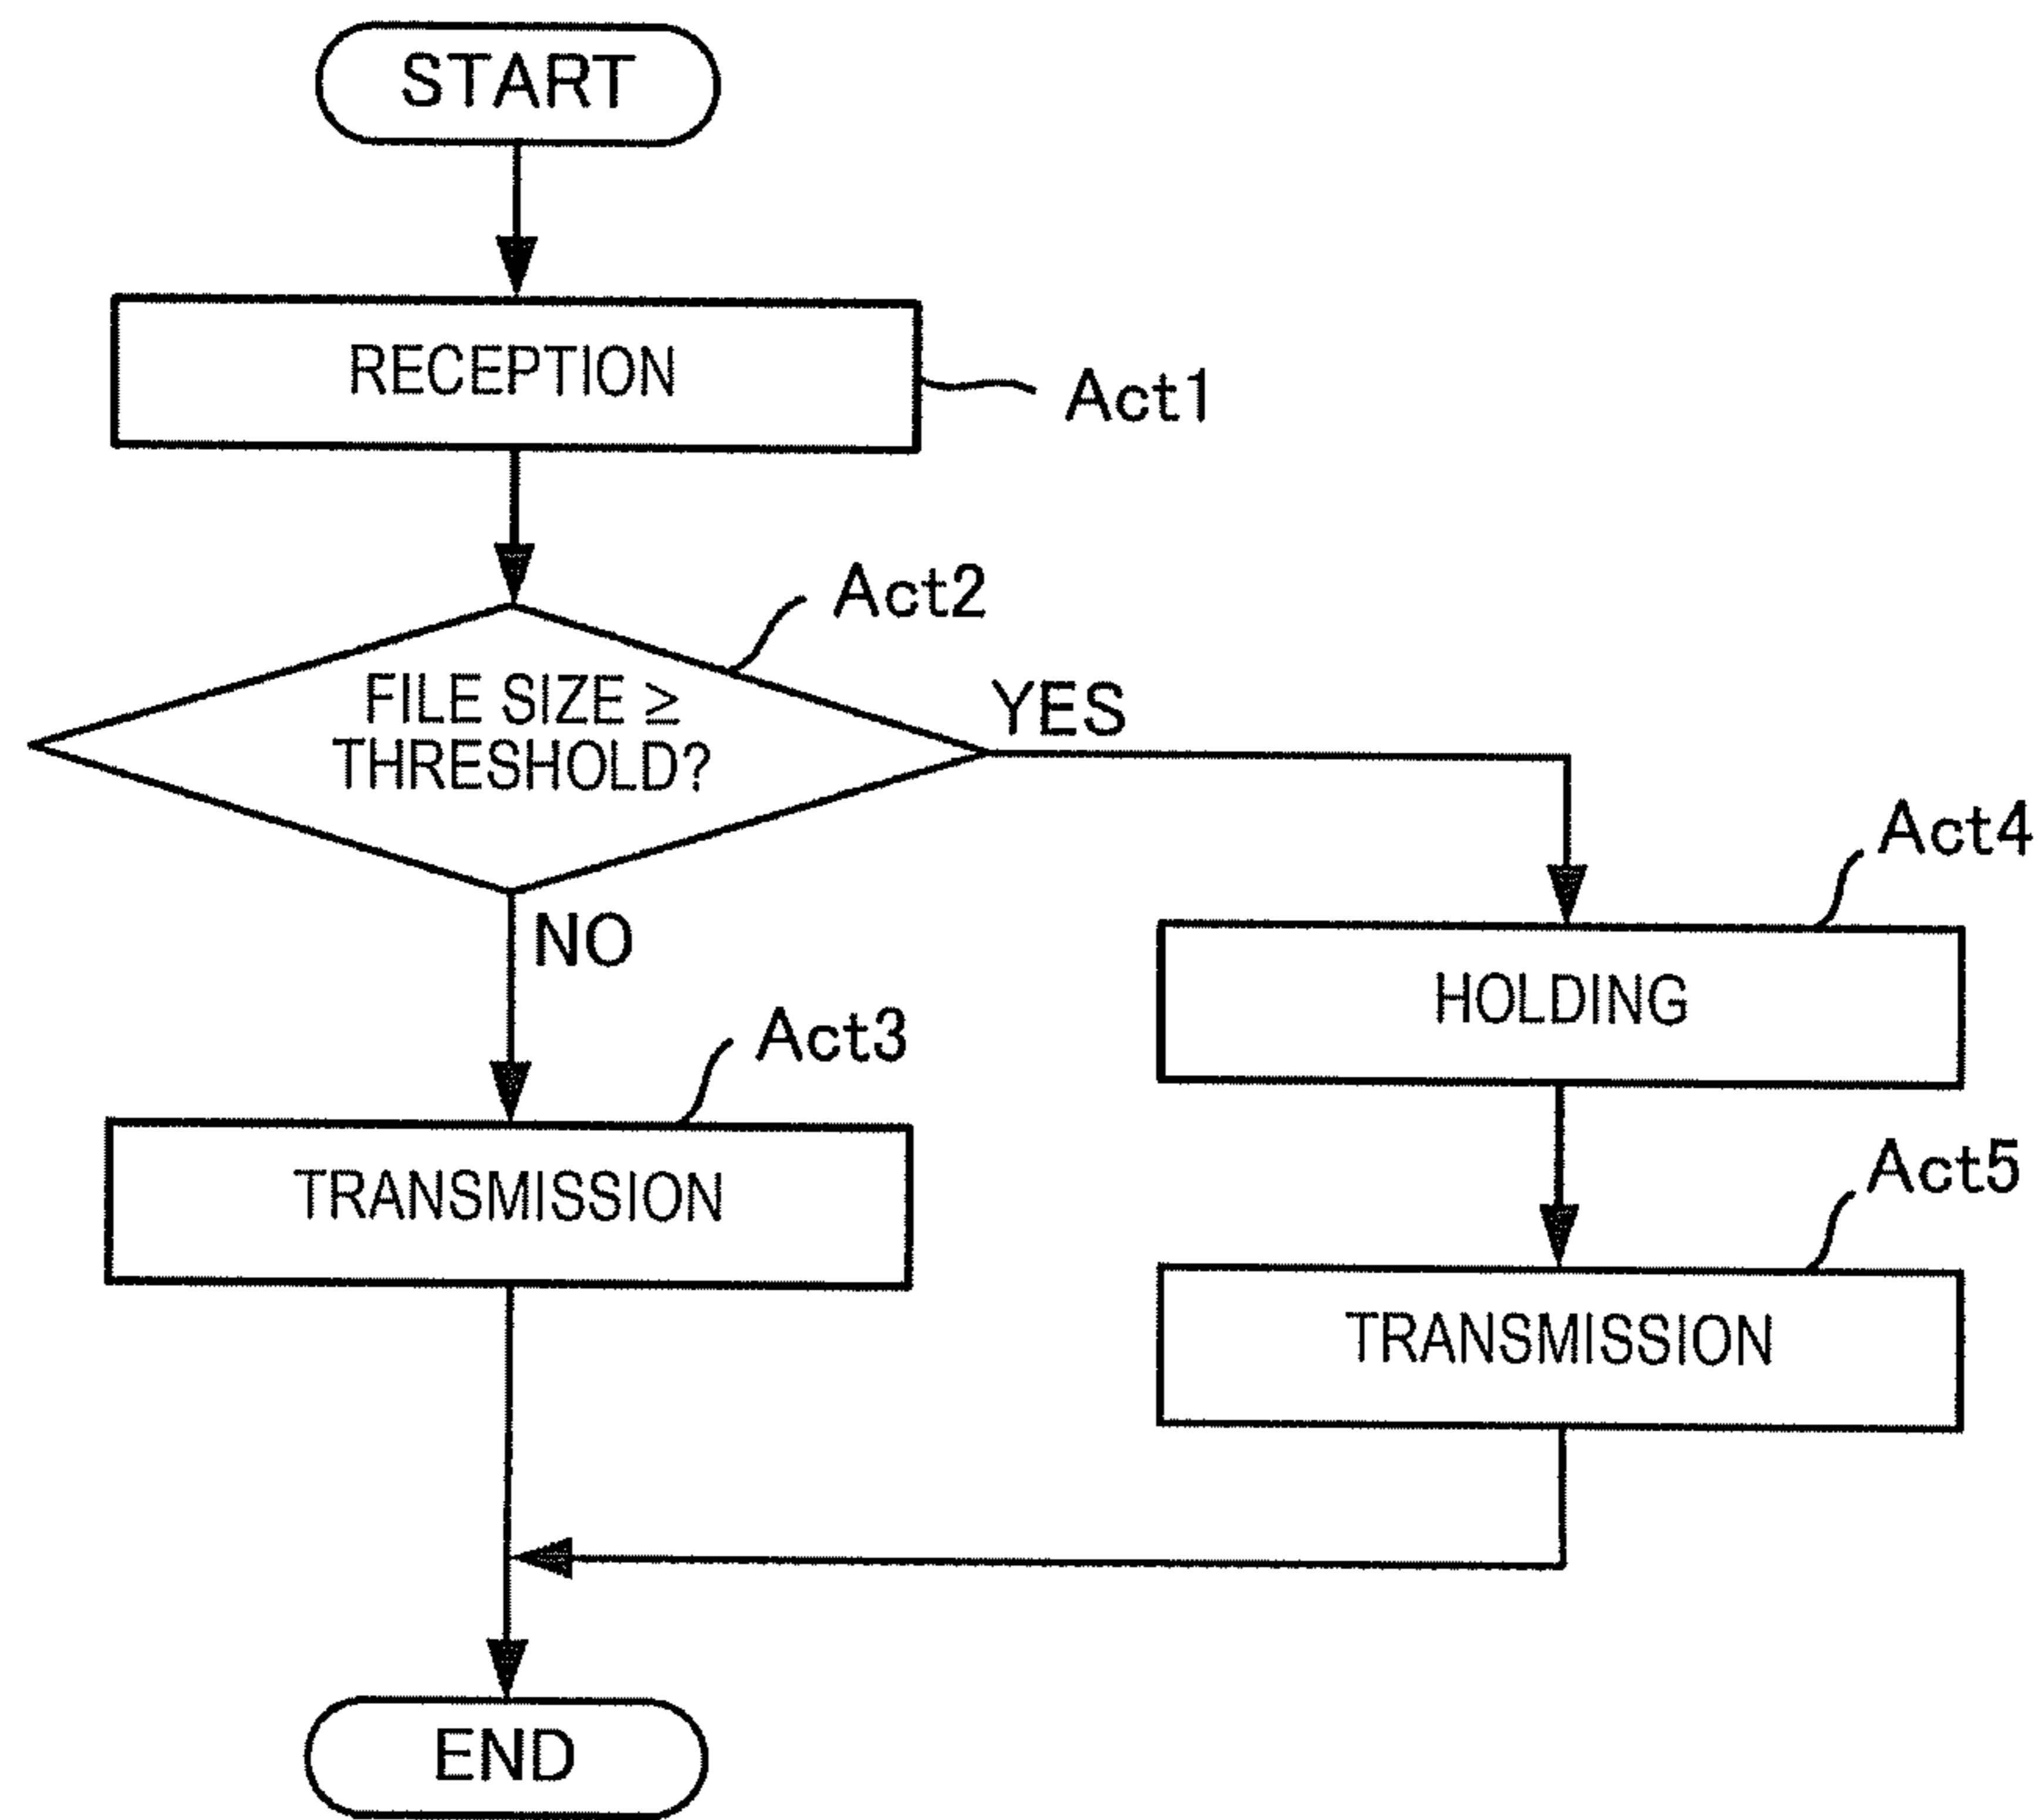 START
RECEPTION
Act1
Act2
FILE SIZE ≥
THRESHOLD?
YES
NO
Act4
HOLDING
Act3
TRANSMISSION
Act5
TRANSMISSION
END